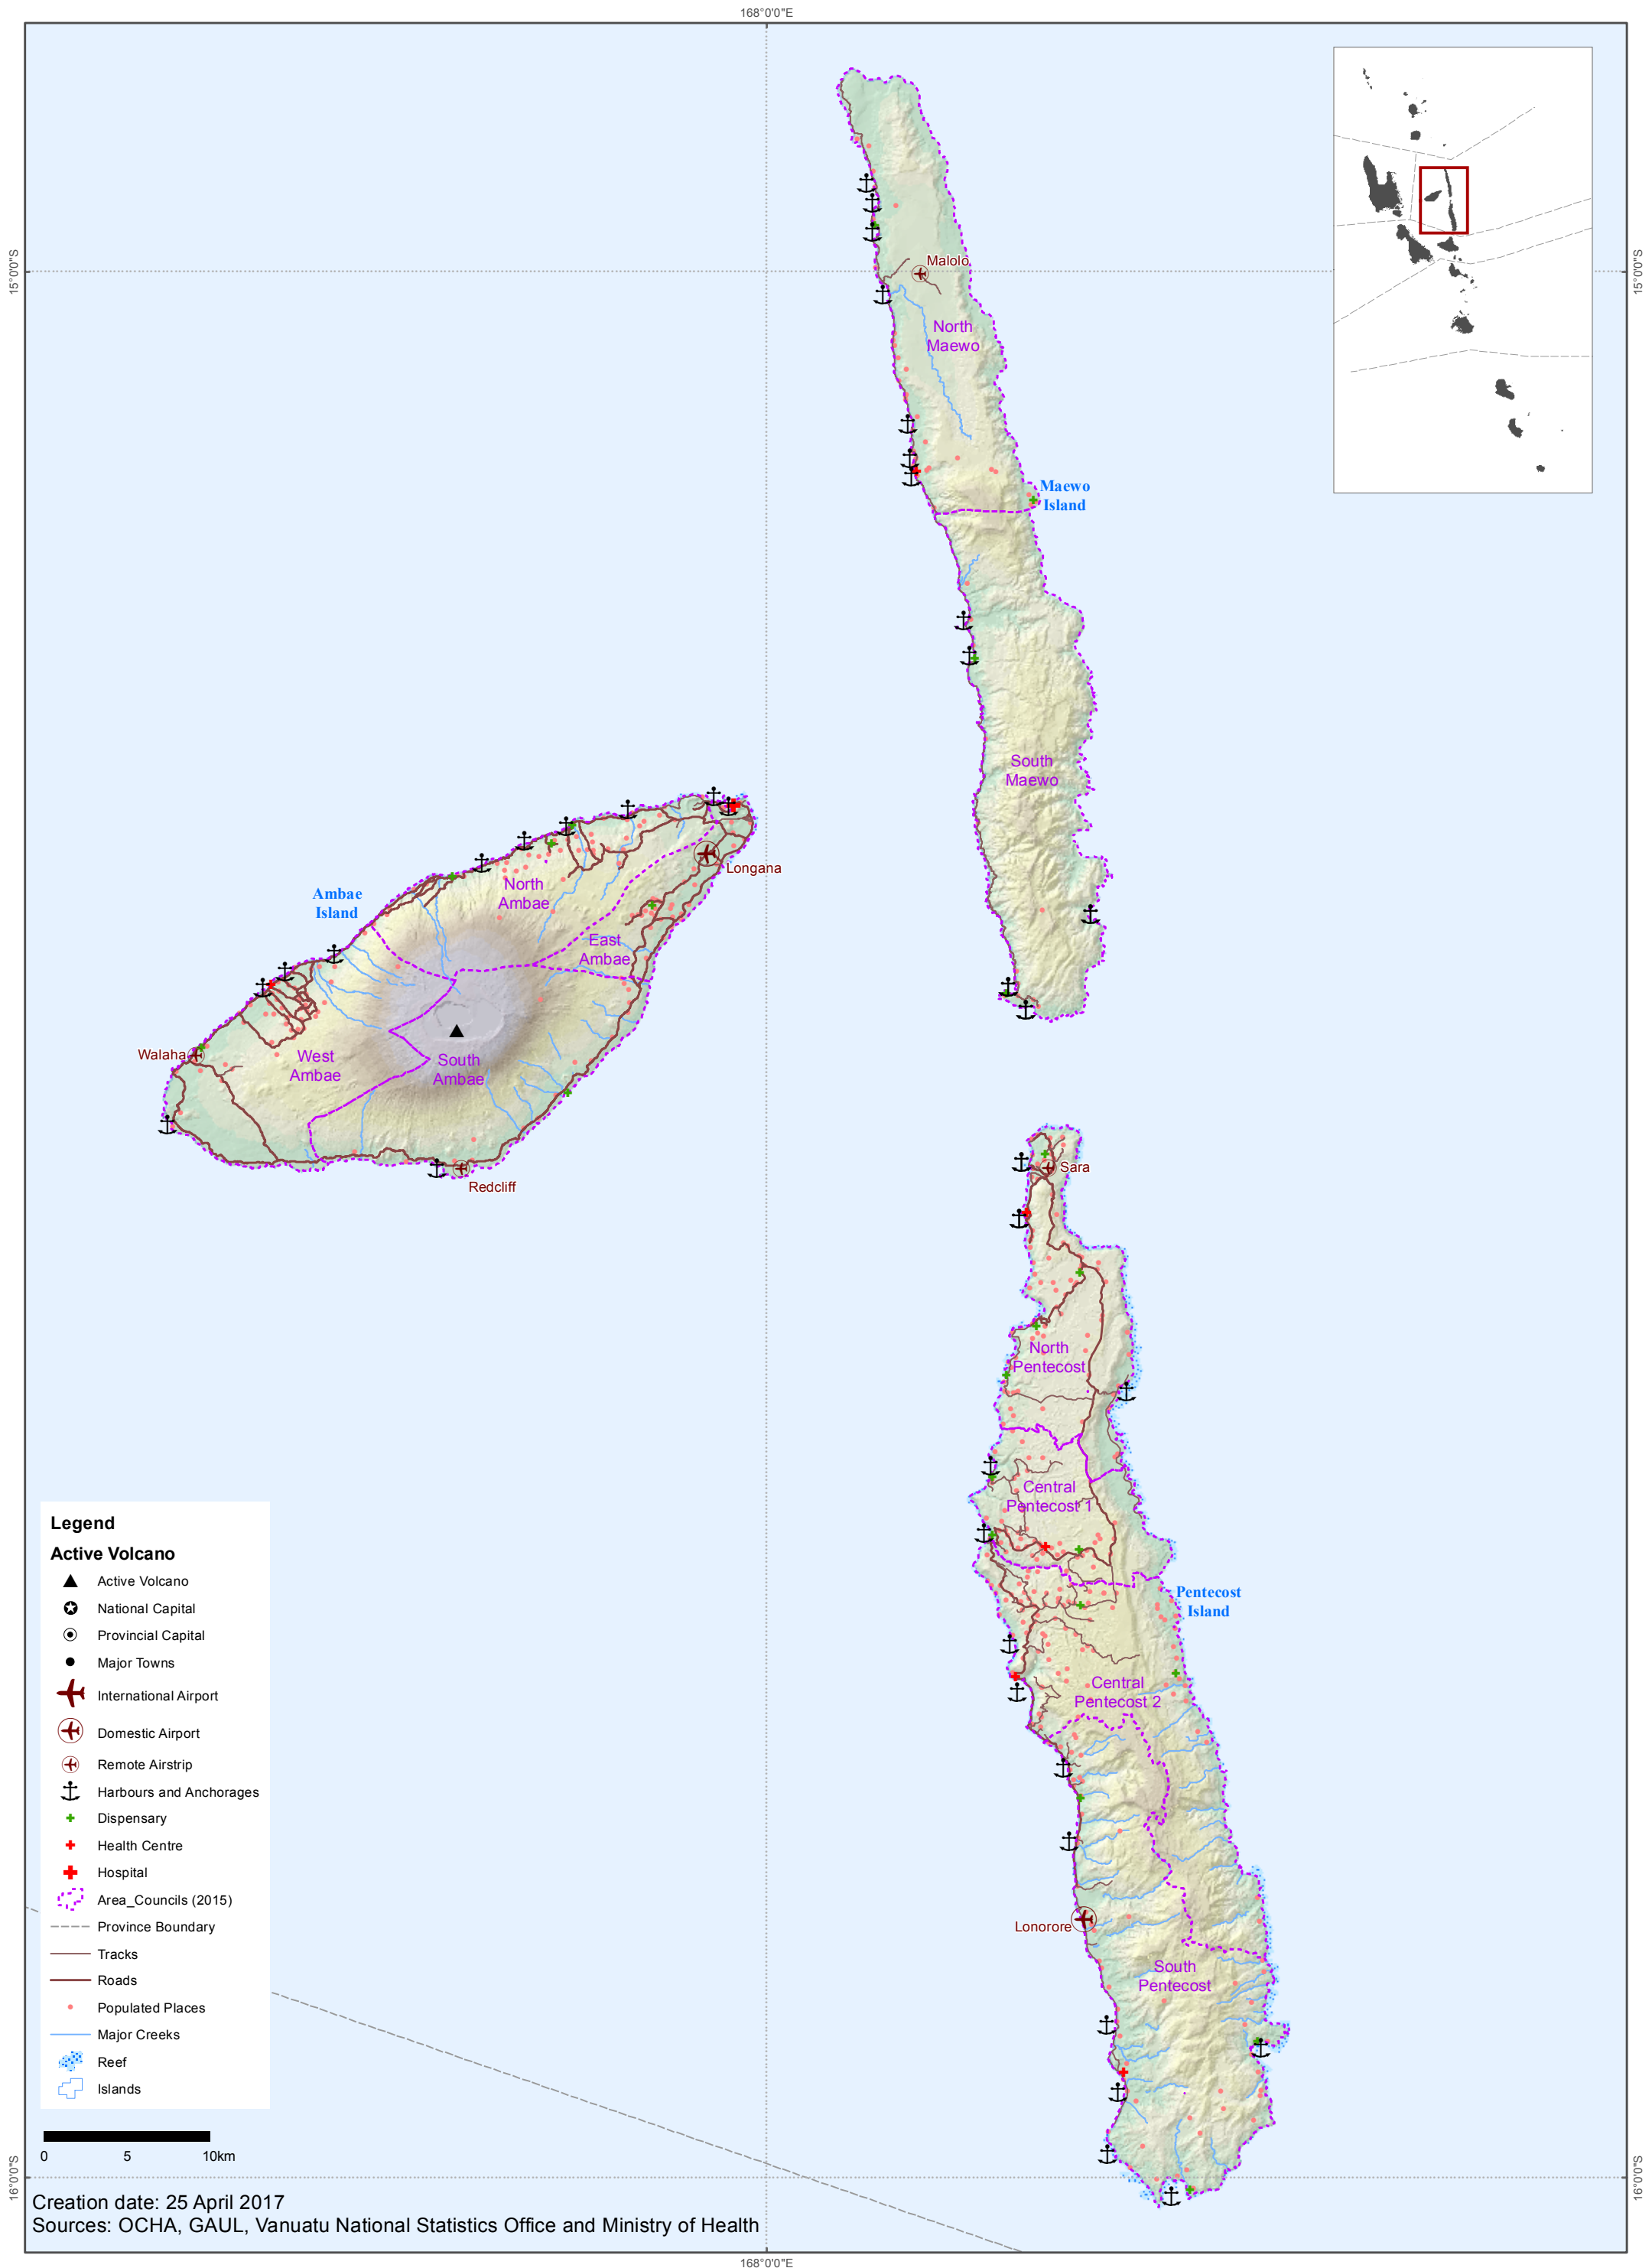 168°0'0"E
15°0'0"S
15°0'0"S
Malolo
North
Maewo
Maewo
Island
South
Maewo
Longana
North
Ambae
Ambae
Island
East
Ambae
Walaha
West
Ambae
South
Ambae
Redcliff
Sara
North
Pentecost
Central
Pentecost 1
Pentecost
Island
Central
Pentecost 2
Lonorore
South
Pentecost
Legend
Active Volcano
Active Volcano
National Capital
Provincial Capital
Major Towns
International Airport
Domestic Airport
Remote Airstrip
Harbours and Anchorages
Dispensary
Health Centre
Hospital
Area_Councils (2015)
Province Boundary
Tracks
Roads
Populated Places
Major Creeks
Reef
Islands
0 5 10km
16°0'0"S
16°0'0"S
Creation date: 25 April 2017
Sources: OCHA, GAUL, Vanuatu National Statistics Office and Ministry of Health
168°0'0"E